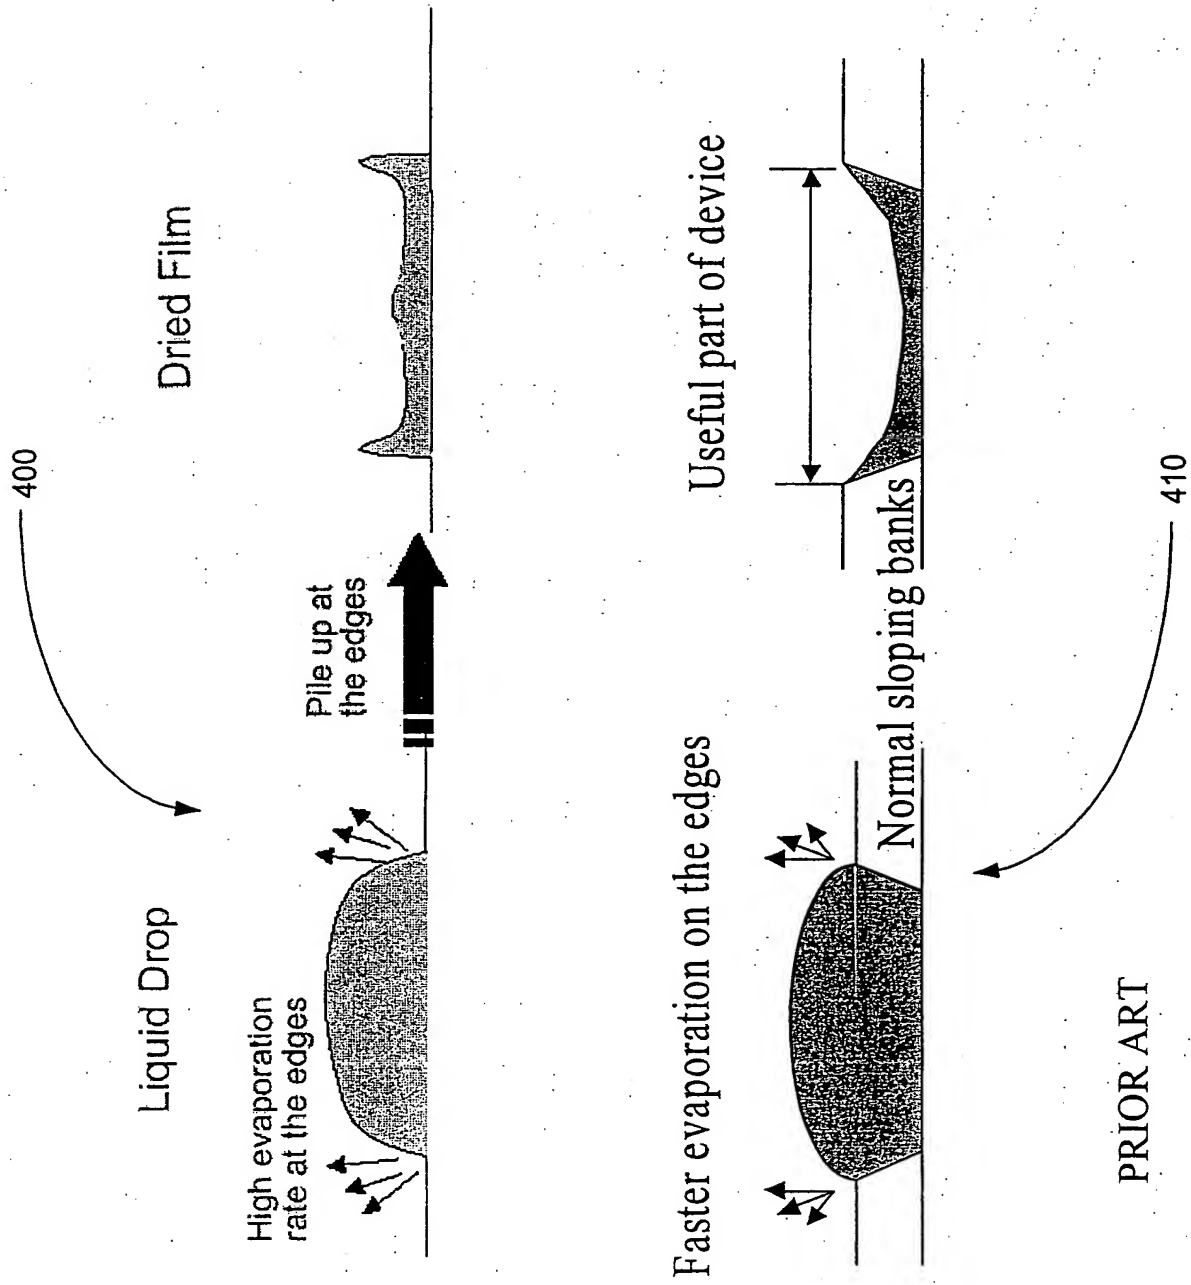 400
Liquid Drop
Dried Film
High evaporation
rate at the edges
Pile up at
the edges
Faster evaporation on the edges
Useful part of device
Normal sloping banks
PRIOR ART
410